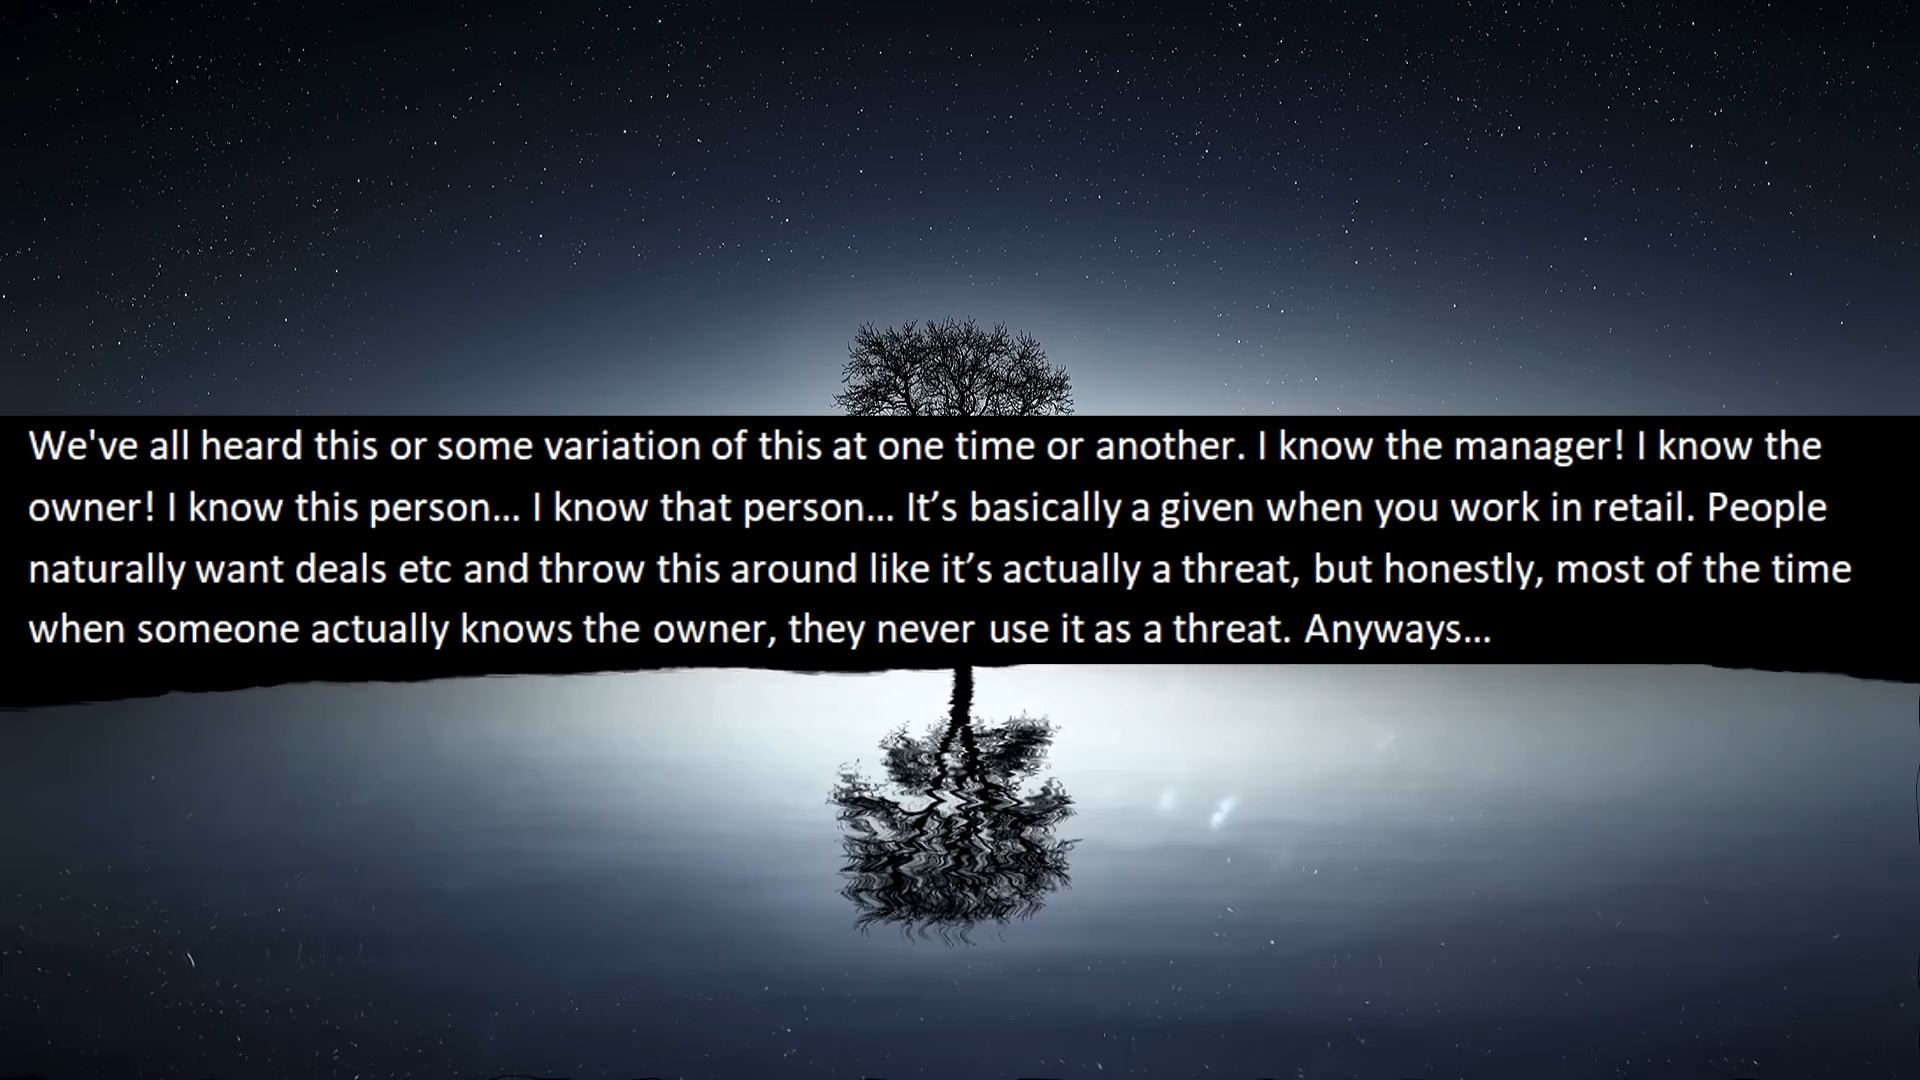 We've all heard this or some variation of this at one time or another. I know the manager! I know the
owner! I know this person... I know that person... It’s basically a given when you work in retail. People
naturally want deals etc and throw this around like it’s actually a threat, but honestly, most of the time
when someone actually knows the owner, they never use it as a threat. Anyways...